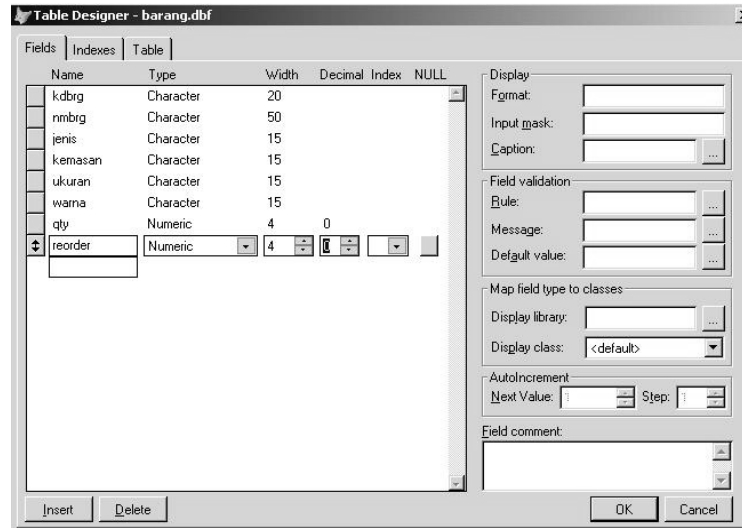 Table Designer - barang.dbf
Fields Indexes Table
Name Type Width Decimal Index NULL
kdbrg Character 20
nmbrg Character 50
jenis Character 15
kemasan Character 15
ukuran Character 15
warna Character 15
qty Numeric 4 0
reorder Numeric 4 0
Display
Format:
Input mask:
Caption: ...
Field validation
Rule: ...
Message: ...
Default value: ...
Map field type to classes
Display library: ...
Display class: <default>
AutoIncrement
Next Value: 1 Step: 1
Field comment:
Insert Delete OK Cancel